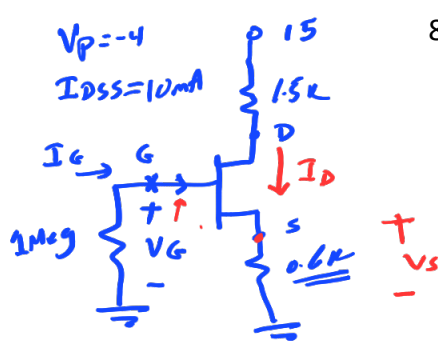 Vp=-4
15
8
IDSS=10mA
1.5K
D
IG
G
ID
+
S
+
1Meg
VG
0.6K
VS
-
-